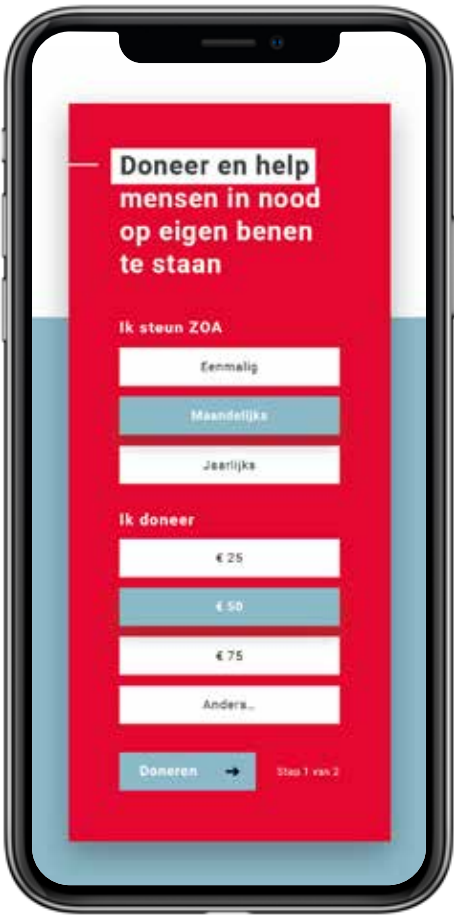 Doneer en help
mensen in nood
op eigen benen
te staan
Ik steun ZOA
Eenmalig
Maandelijks
Jaarlijks
Ik doneer
€ 25
€ 50
€ 75
Anders...
Doneren
Stap 1 van 2